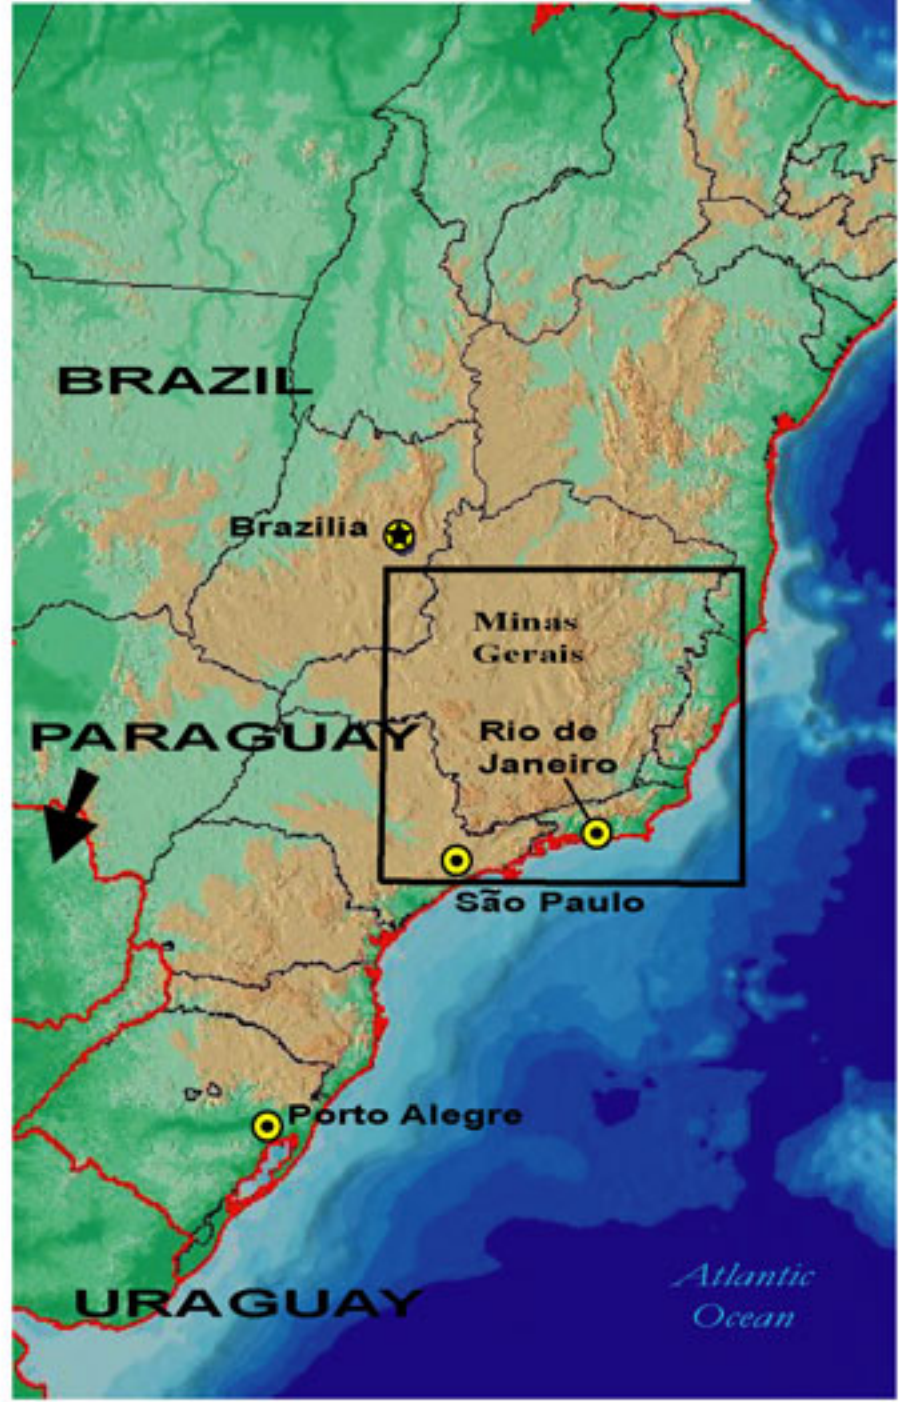 BRAZIL
Brazilia
Minas
Gerais
PARAGUAY
Rio de
Janeiro
São Paulo
Porto Alegre
Atlantic
Ocean
URAGUAY